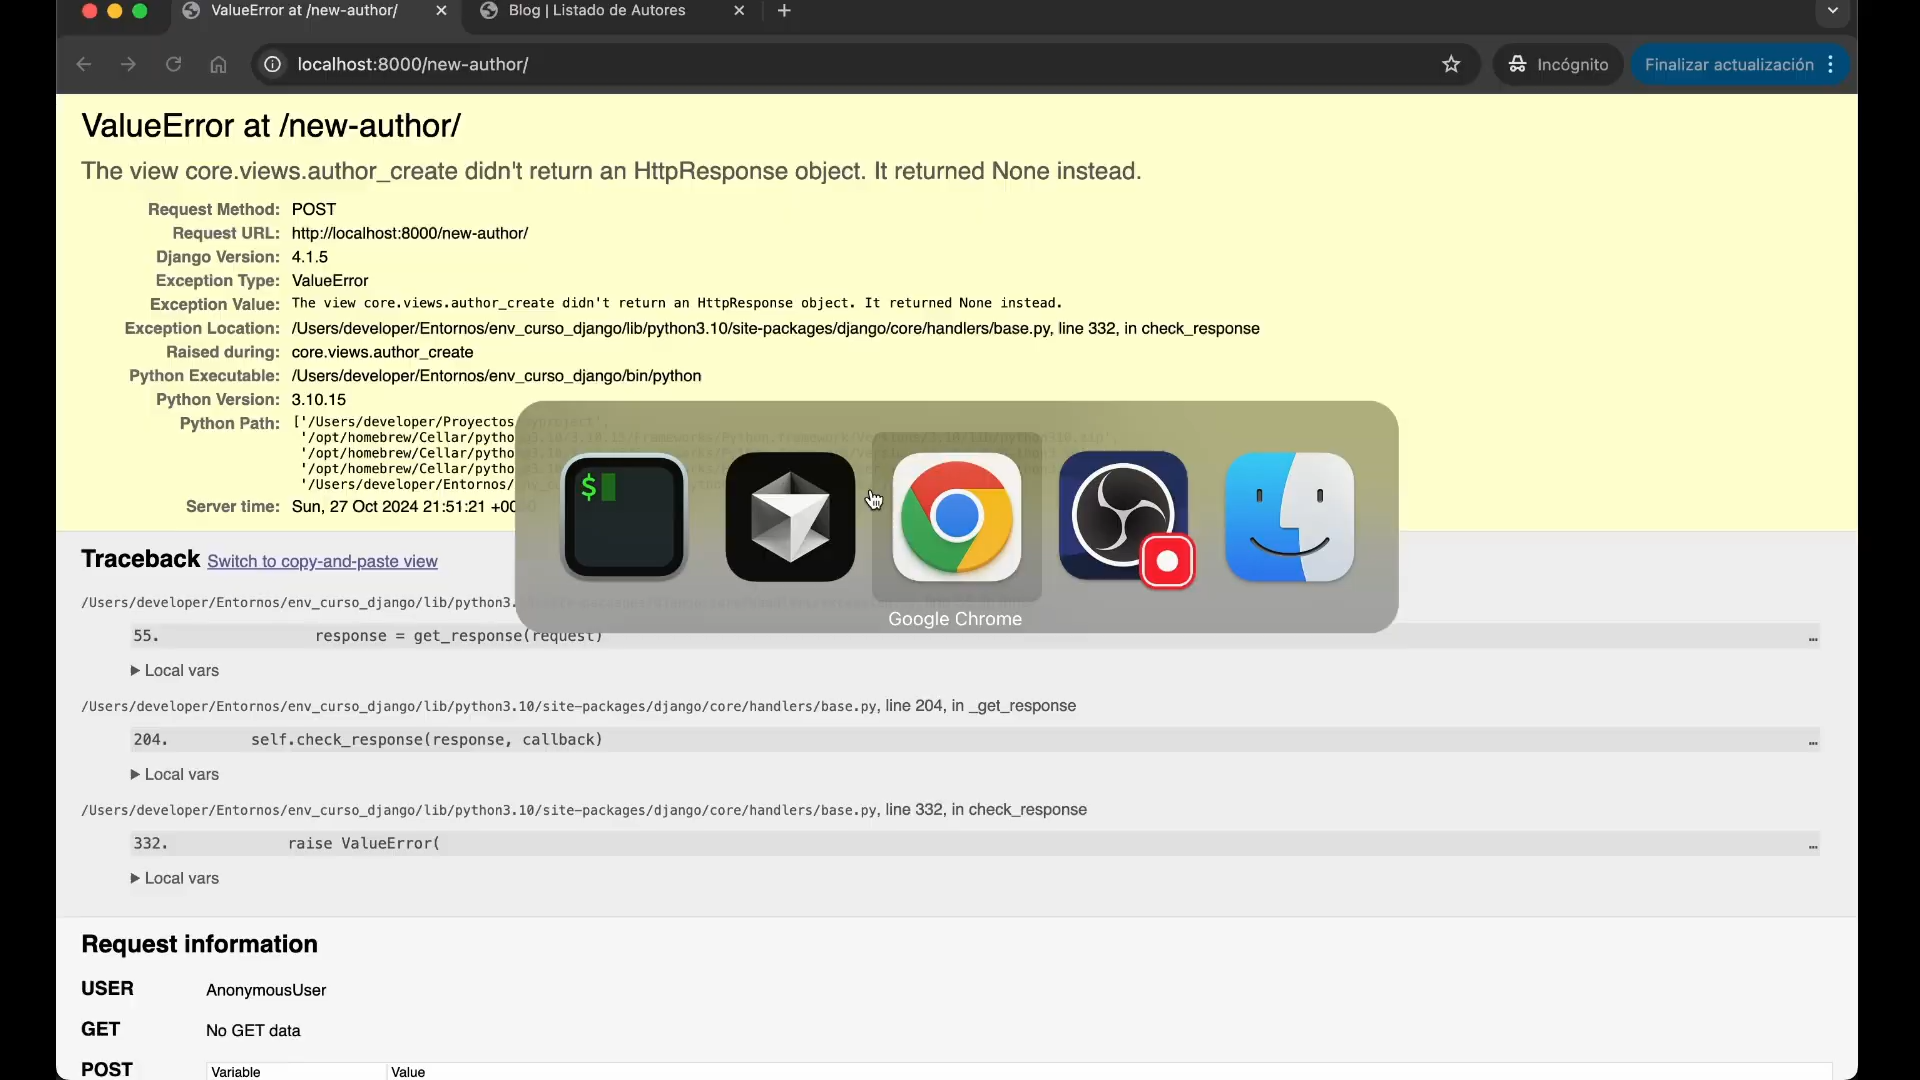 ValueError at /new-author/
Blog | Listado de Autores
localhost:8000/new-author/
Incógnito
Finalizar actualización
ValueError at /new-author/
The view core.views.author_create didn't return an HttpResponse object. It returned None instead.
Request Method: POST
Request URL: http://localhost:8000/new-author/
Django Version: 4.1.5
Exception Type: ValueError
Exception Value: The view core.views.author_create didn't return an HttpResponse object. It returned None instead.
Exception Location: /Users/developer/Entornos/env_curso_django/lib/python3.10/site-packages/django/core/handlers/base.py, line 332, in check_response
Raised during: core.views.author_create
Python Executable: /Users/developer/Entornos/env_curso_django/bin/python
Python Version: 3.10.15
Python Path: ['/Users/developer/Proyectos
'/opt/homebrew/Cellar/pytho
'/opt/homebrew/Cellar/pytho
'/opt/homebrew/Cellar/pytho
'/Users/developer/Entornos/
Server time: Sun, 27 Oct 2024 21:51:21 +00
$
Google Chrome
Traceback Switch to copy-and-paste view
/Users/developer/Entornos/env_curso_django/lib/python3.
55. response = get_response(request)
…
▶ Local vars
/Users/developer/Entornos/env_curso_django/lib/python3.10/site-packages/django/core/handlers/base.py, line 204, in _get_response
204. self.check_response(response, callback)
…
▶ Local vars
/Users/developer/Entornos/env_curso_django/lib/python3.10/site-packages/django/core/handlers/base.py, line 332, in check_response
332. raise ValueError(
…
▶ Local vars
Request information
USER AnonymousUser
GET No GET data
POST Variable Value